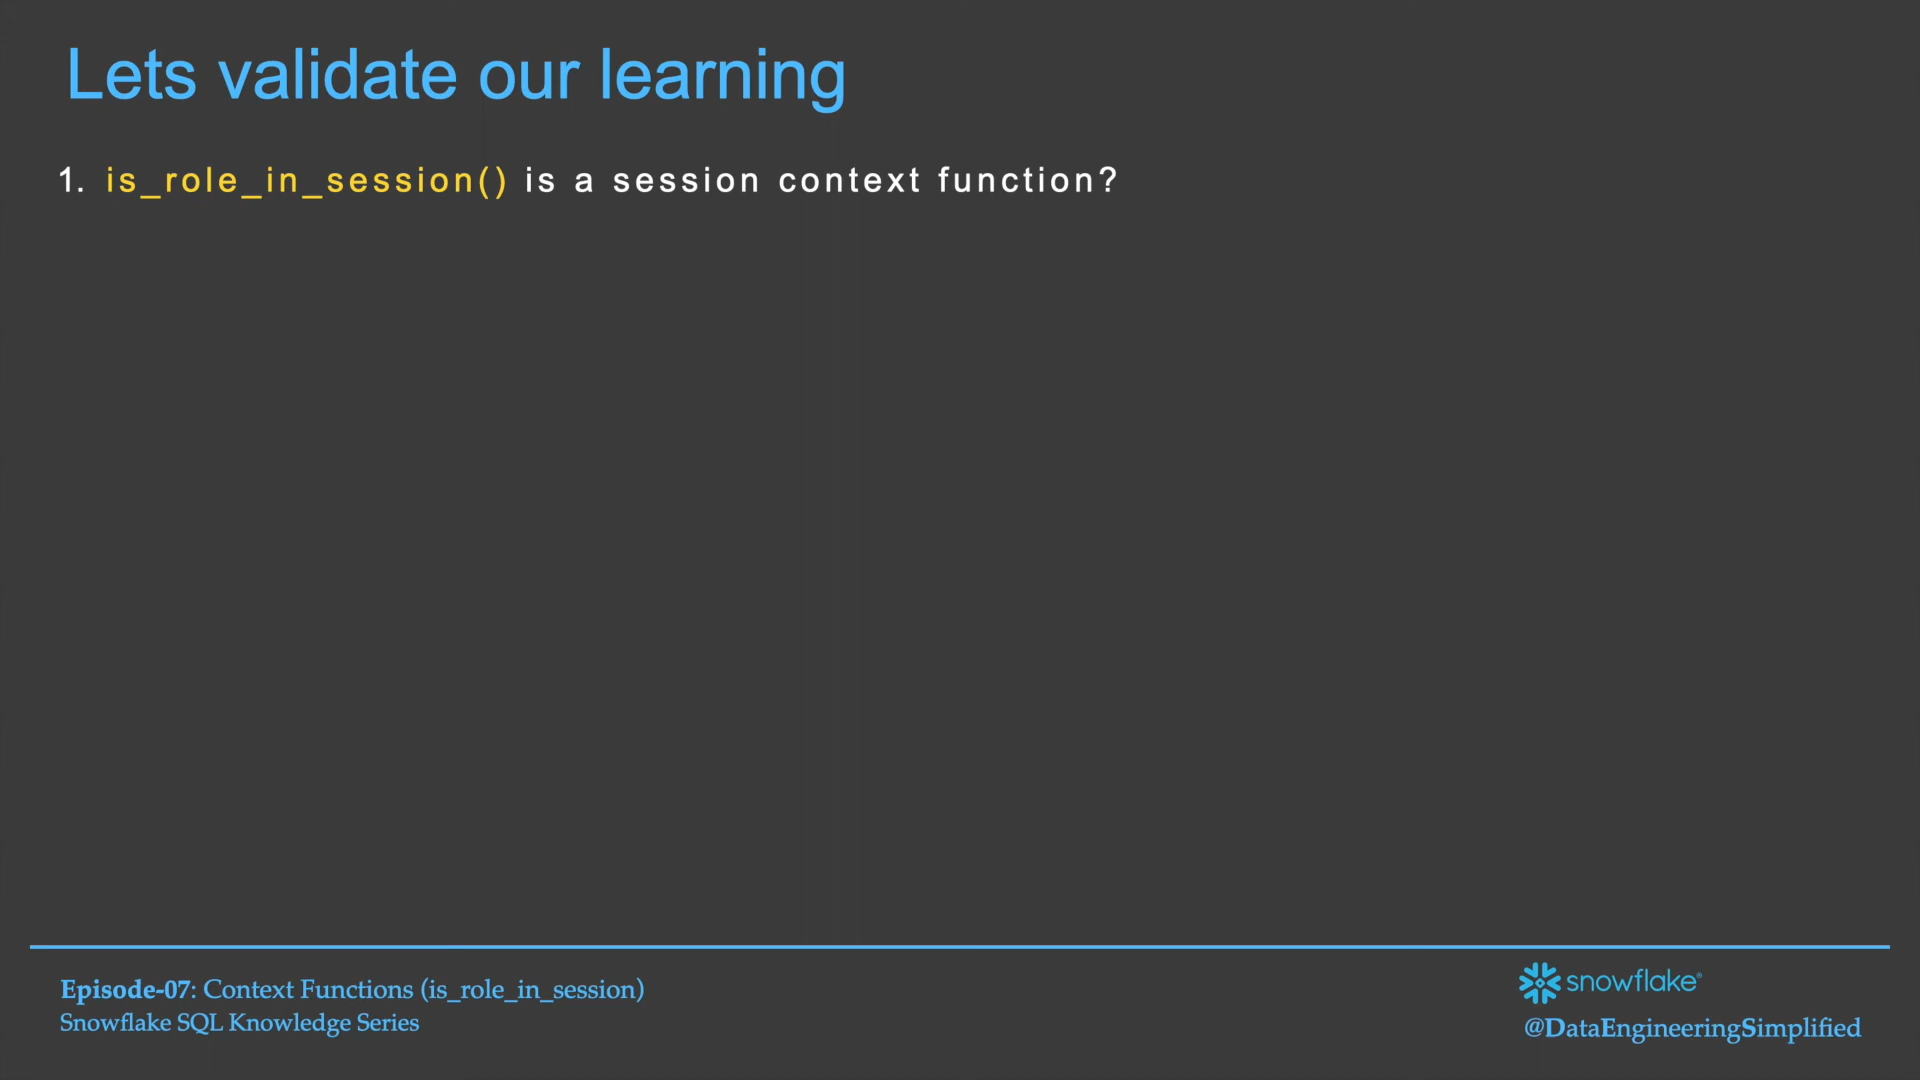 Lets validate our learning
1. is_role_in_session() is a session context function?
Episode-07: Context Functions (is_role_in_session)
Snowflake SQL Knowledge Series
snowflake®
@DataEngineeringSimplified